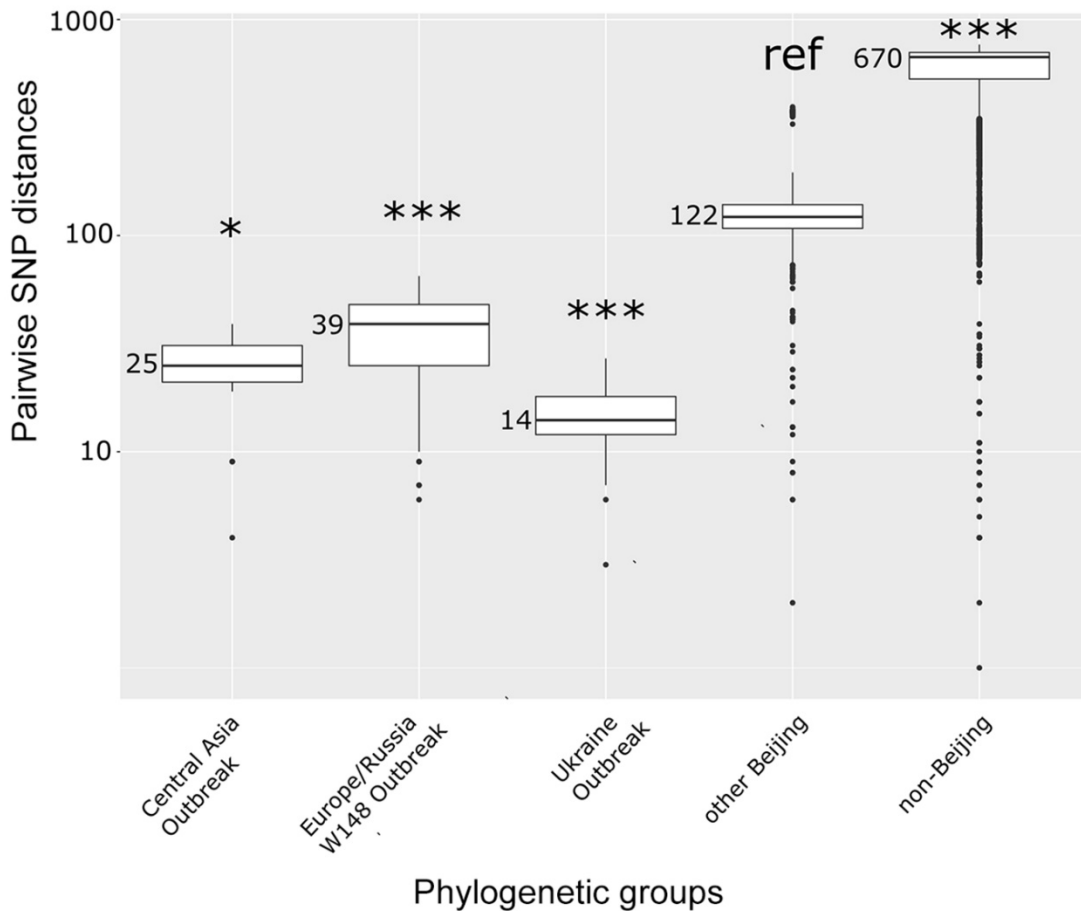 1000
100
10
Pairwise SNP distances
25
*
39
***
14
***
122
ref
670
***
Central Asia
Outbreak
Europe/Russia
W148 Outbreak
Ukraine
Outbreak
other Beijing
non-Beijing
Phylogenetic groups